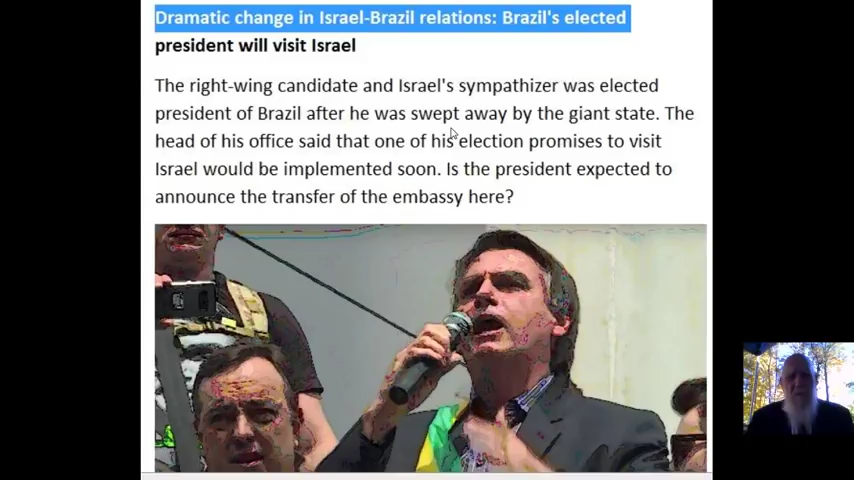 Dramatic change in Israel-Brazil relations: Brazil's elected
president will visit Israel
The right-wing candidate and Israel's sympathizer was elected
president of Brazil after he was swept away by the giant state. The
head of his office said that one of his election promises to visit
Israel would be implemented soon. Is the president expected to
announce the transfer of the embassy here?